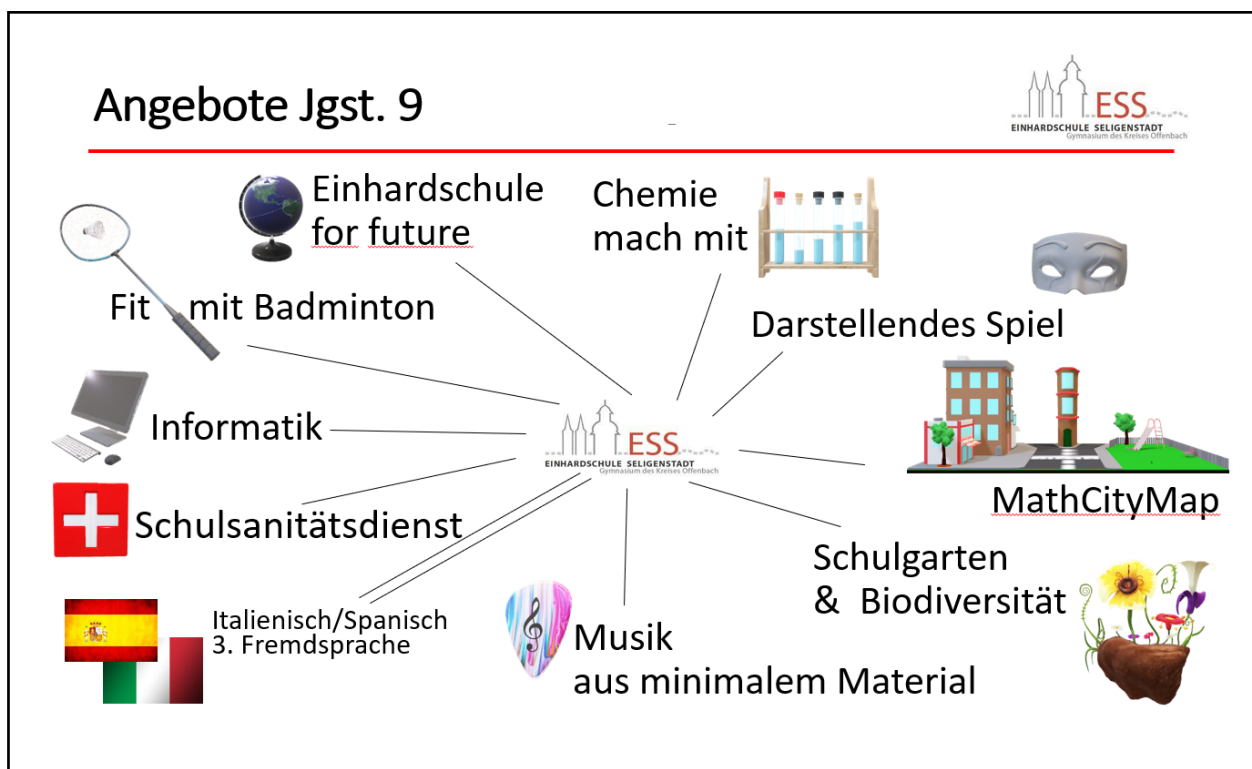 Angebote Jgst. 9
ESS
EINHARDSCHULE SELIGENSTADT
Gymnasium des Kreises Offenbach
Einhardschule
for future
Chemie
mach mit
Fit mit Badminton
Darstellendes Spiel
Informatik
ESS
EINHARDSCHULE SELIGENSTADT
Gymnasium des Kreises Offenbach
MathCityMap
Schulsanitätsdienst
Schulgarten
& Biodiversität
Italienisch/Spanisch
3. Fremdsprache
Musik
aus minimalem Material